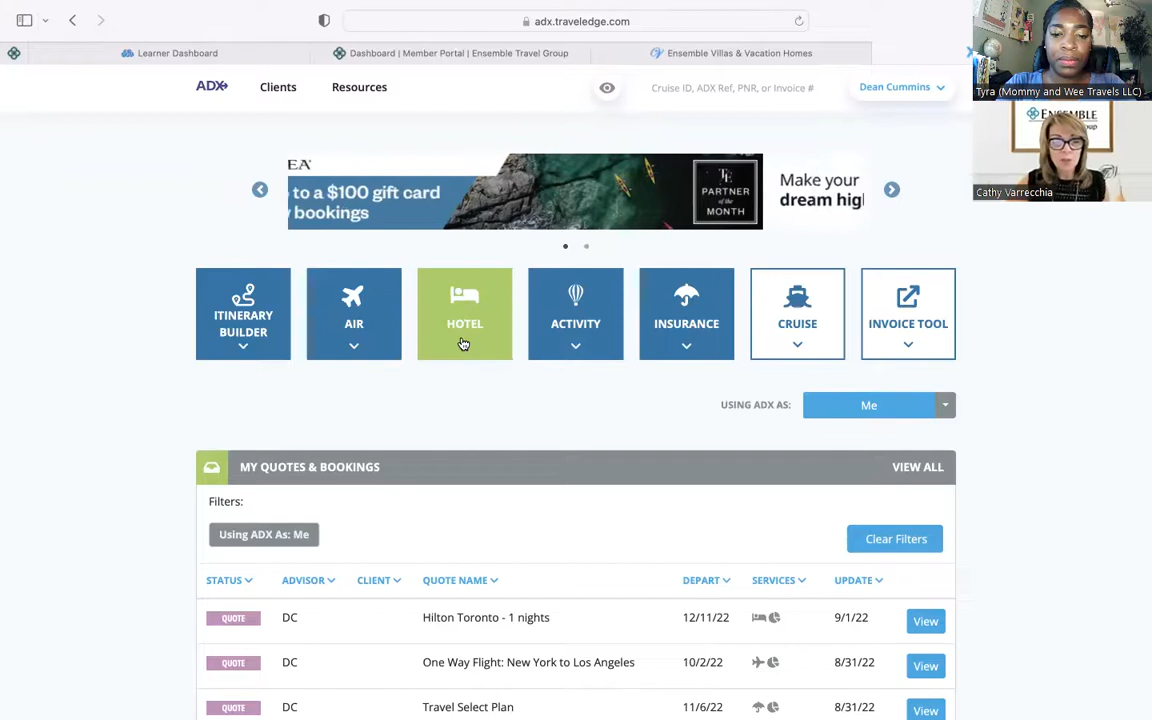 adx.traveledge.com
Learner Dashboard
Dashboard | Member Portal | Ensemble Travel Group
Ensemble Villas & Vacation Homes
Tyra (Mommy and Wee Travels LLC)
ENSEMBLE
Group
Cathy Varrecchia
ADX
Clients
Resources
Cruise ID, ADX Ref, PNR, or Invoice #
Dean Cummins
EA
to a $100 gift card
bookings
TE
PARTNER
of the
MONTH
Make your
dream hig
ITINERARY
BUILDER
AIR
HOTEL
ACTIVITY
INSURANCE
CRUISE
INVOICE TOOL
USING ADX AS:
Me
MY QUOTES & BOOKINGS
VIEW ALL
Filters:
Using ADX As: Me
Clear Filters
STATUS ADVISOR CLIENT QUOTE NAME DEPART SERVICES UPDATE
QUOTE DC Hilton Toronto - 1 nights 12/11/22 9/1/22 View
QUOTE DC One Way Flight: New York to Los Angeles 10/2/22 8/31/22 View
QUOTE DC Travel Select Plan 11/6/22 8/31/22 View